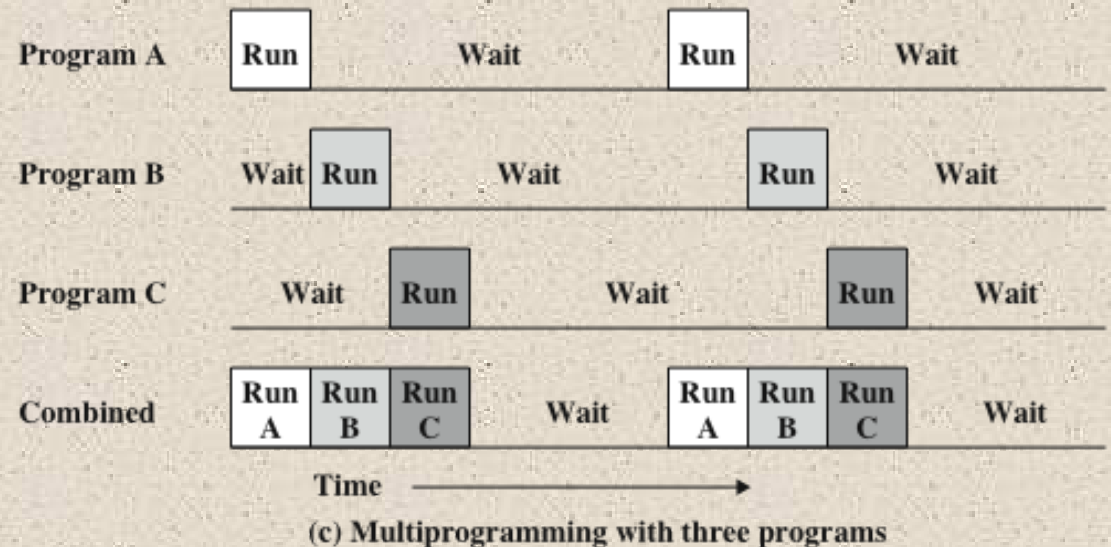 Program A Run Wait Run Wait
Program B Wait Run Wait Run Wait
Program C Wait Run Wait Run Wait
Combined Run A Run B Run C Wait Run A Run B Run C Wait
Time
(c) Multiprogramming with three programs